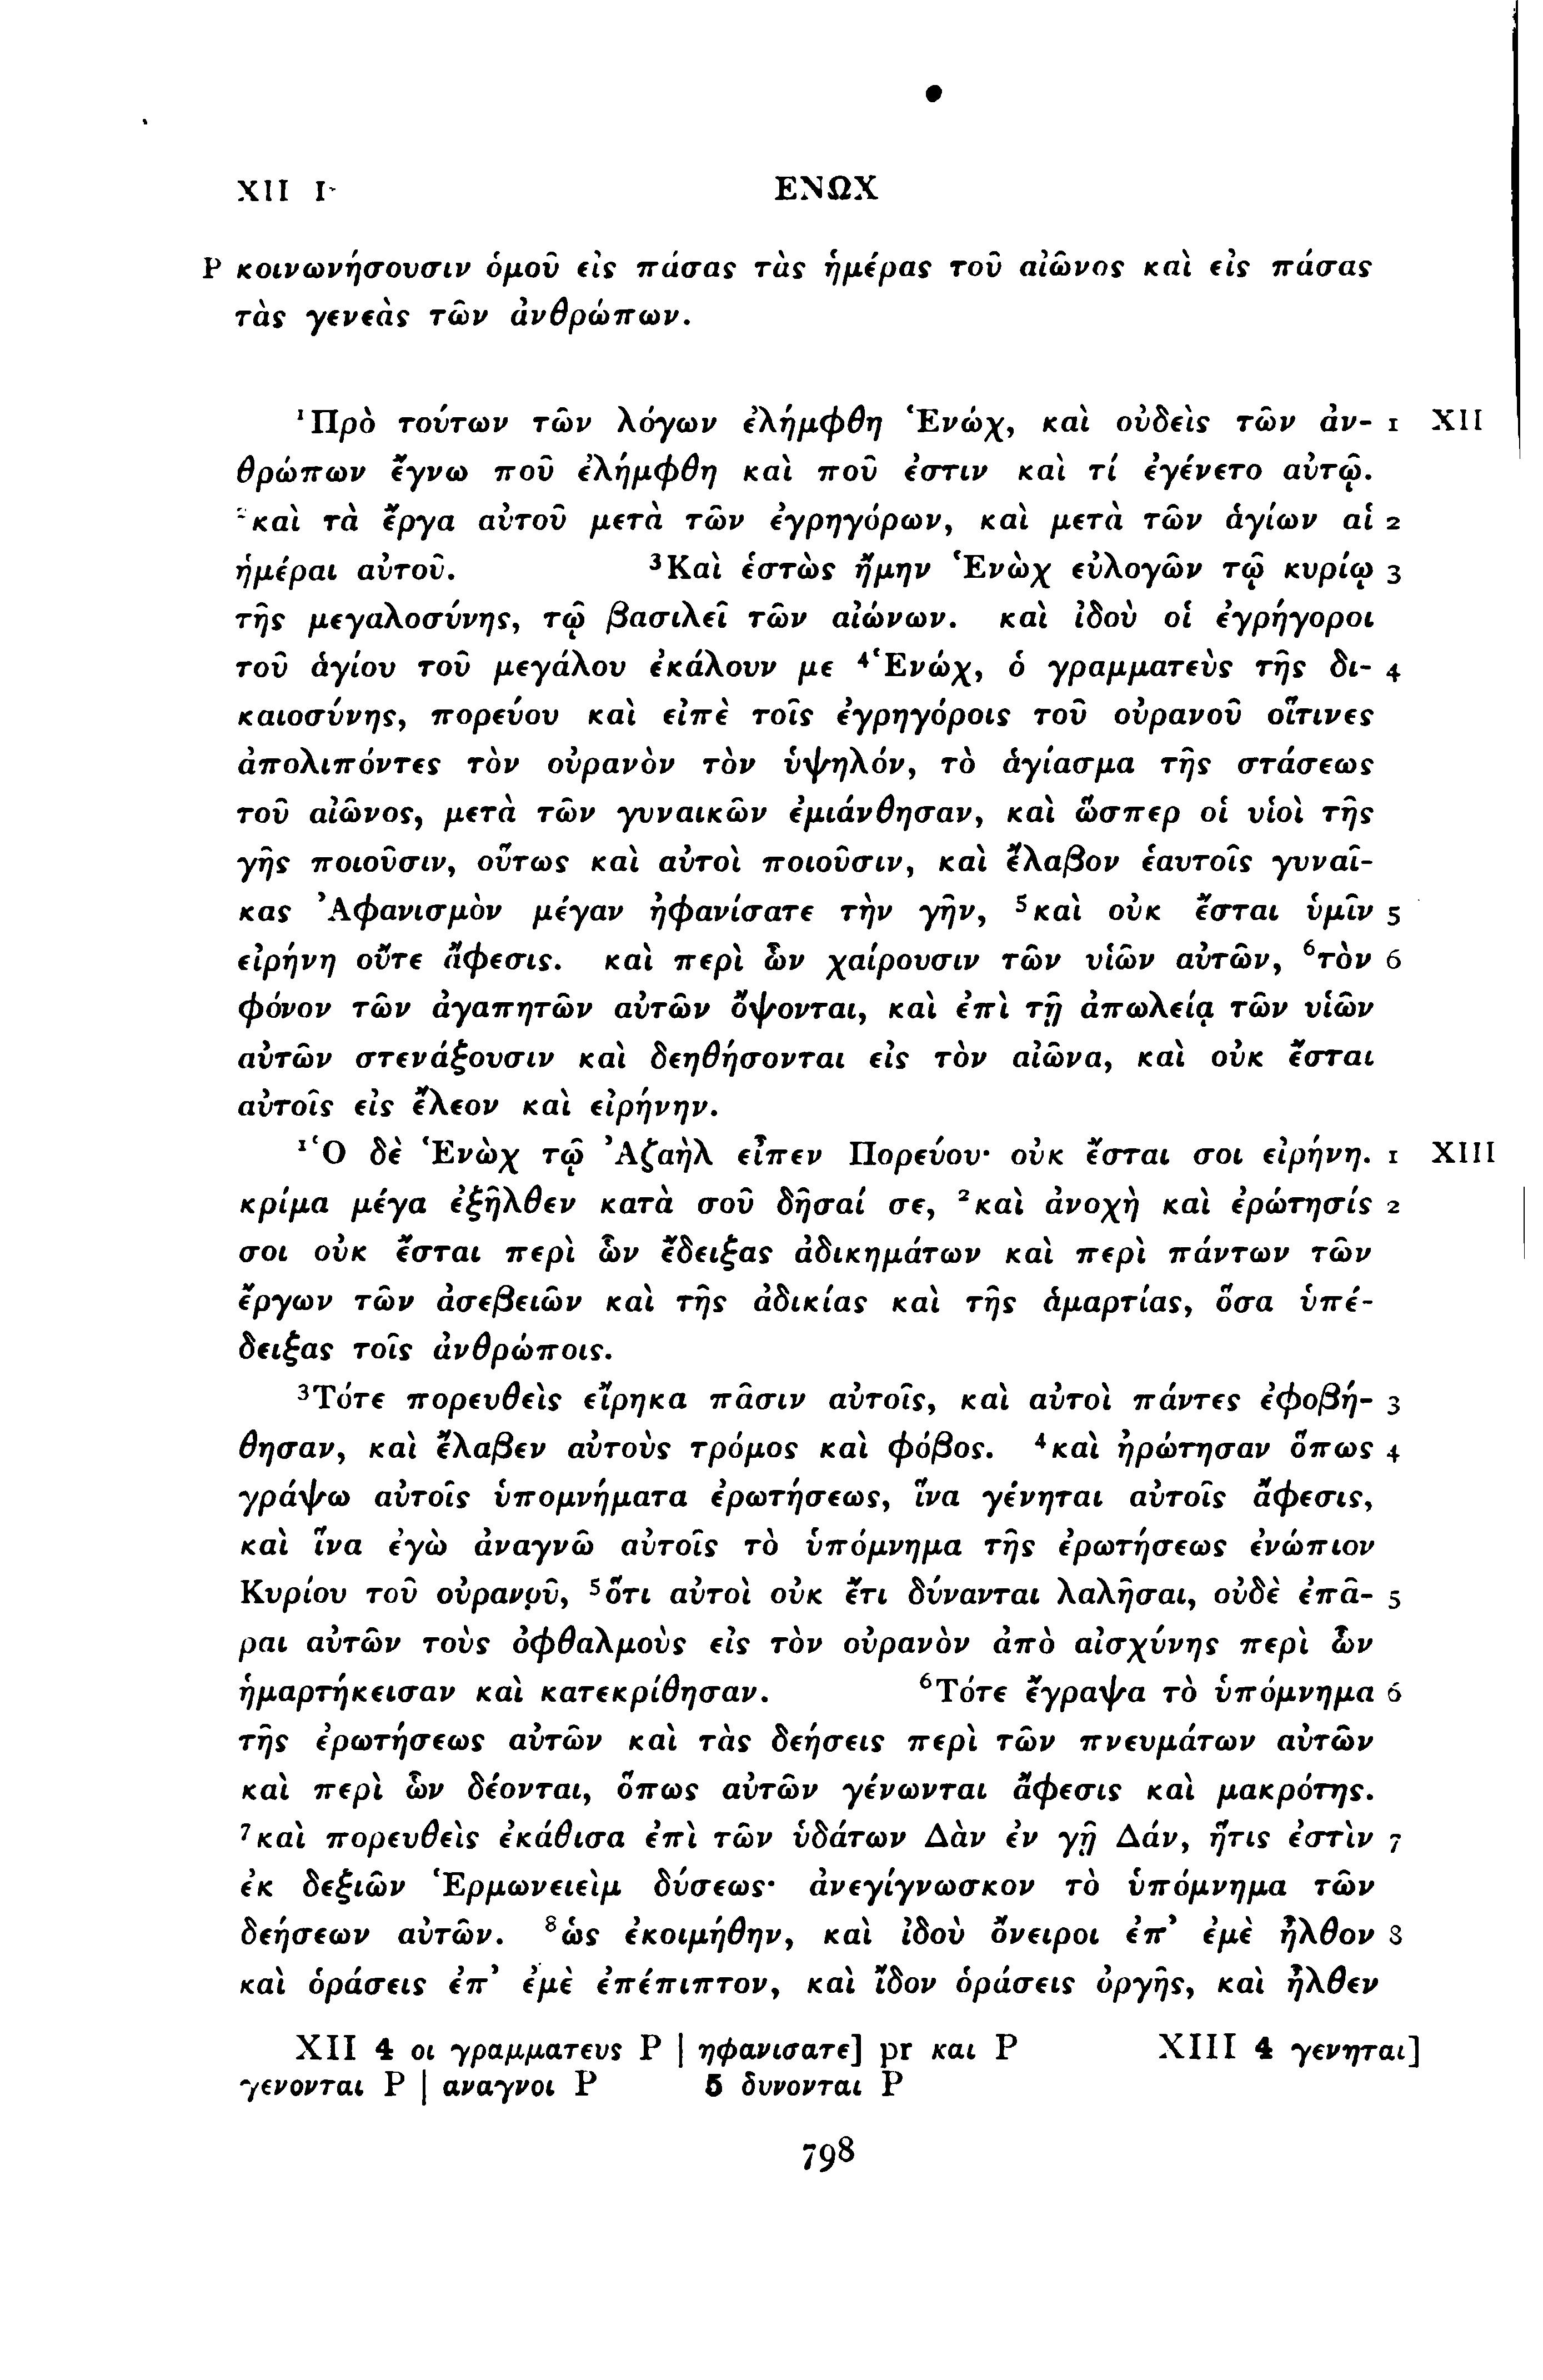 XII 1 ΕΝΩΧ
P κοινωνήσουσιν ὁμοῦ εἰς πάσας τὰς ἡμέρας τοῦ αἰῶνος καὶ εἰς πάσας
τὰς γενεὰς τῶν ἀνθρώπων.
¹Πρὸ τούτων τῶν λόγων ἐλήμφθη Ἑνώχ, καὶ οὐδεὶς τῶν ἀν- 1 XII
θρώπων ἔγνω ποῦ ἐλήμφθη καὶ ποῦ ἐστιν καὶ τί ἐγένετο αὐτῷ.
²καὶ τὰ ἔργα αὐτοῦ μετὰ τῶν ἐγρηγόρων, καὶ μετὰ τῶν ἁγίων αἱ 2
ἡμέραι αὐτοῦ. ³Καὶ ἑστὼς ἤμην Ἑνὼχ εὐλογῶν τῷ κυρίῳ 3
τῆς μεγαλοσύνης, τῷ βασιλεῖ τῶν αἰώνων. καὶ ἰδοὺ οἱ ἐγρήγοροι
τοῦ ἁγίου τοῦ μεγάλου ἐκάλουν με ⁴Ἑνώχ, ὁ γραμματεὺς τῆς δι- 4
καιοσύνης, πορεύου καὶ εἰπὲ τοῖς ἐγρηγόροις τοῦ οὐρανοῦ οἵτινες
ἀπολιπόντες τὸν οὐρανὸν τὸν ὑψηλόν, τὸ ἁγίασμα τῆς στάσεως
τοῦ αἰῶνος, μετὰ τῶν γυναικῶν ἐμιάνθησαν, καὶ ὥσπερ οἱ υἱοὶ τῆς
γῆς ποιοῦσιν, οὕτως καὶ αὐτοὶ ποιοῦσιν, καὶ ἔλαβον ἑαυτοῖς γυναῖ-
κας Ἀφανισμὸν μέγαν ἠφανίσατε τὴν γῆν, ⁵καὶ οὐκ ἔσται ὑμῖν 5
εἰρήνη οὔτε ἄφεσις. καὶ περὶ ὧν χαίρουσιν τῶν υἱῶν αὐτῶν, ⁶τὸν 6
φόνον τῶν ἀγαπητῶν αὐτῶν ὄψονται, καὶ ἐπὶ τῇ ἀπωλείᾳ τῶν υἱῶν
αὐτῶν στενάξουσιν καὶ δεηθήσονται εἰς τὸν αἰῶνα, καὶ οὐκ ἔσται
αὐτοῖς εἰς ἔλεον καὶ εἰρήνην.
¹Ὁ δὲ Ἑνὼχ τῷ Ἀζαὴλ εἶπεν Πορεύου· οὐκ ἔσται σοι εἰρήνη. 1 XIII
κρίμα μέγα ἐξῆλθεν κατὰ σοῦ δῆσαί σε, ²καὶ ἀνοχὴ καὶ ἐρώτησίς 2
σοι οὐκ ἔσται περὶ ὧν ἔδειξας ἀδικημάτων καὶ περὶ πάντων τῶν
ἔργων τῶν ἀσεβειῶν καὶ τῆς ἀδικίας καὶ τῆς ἁμαρτίας, ὅσα ὑπέ-
δειξας τοῖς ἀνθρώποις.
³Τότε πορευθεὶς εἴρηκα πᾶσιν αὐτοῖς, καὶ αὐτοὶ πάντες ἐφοβή- 3
θησαν, καὶ ἔλαβεν αὐτοὺς τρόμος καὶ φόβος. ⁴καὶ ἠρώτησαν ὅπως 4
γράψω αὐτοῖς ὑπομνήματα ἐρωτήσεως, ἵνα γένηται αὐτοῖς ἄφεσις,
καὶ ἵνα ἐγὼ ἀναγνῶ αὐτοῖς τὸ ὑπόμνημα τῆς ἐρωτήσεως ἐνώπιον
Κυρίου τοῦ οὐρανοῦ, ⁵ὅτι αὐτοὶ οὐκ ἔτι δύνανται λαλῆσαι, οὐδὲ ἐπᾶ- 5
ραι αὐτῶν τοὺς ὀφθαλμοὺς εἰς τὸν οὐρανὸν ἀπὸ αἰσχύνης περὶ ὧν
ἡμαρτήκεισαν καὶ κατεκρίθησαν. ⁶Τότε ἔγραψα τὸ ὑπόμνημα 6
τῆς ἐρωτήσεως αὐτῶν καὶ τὰς δεήσεις περὶ τῶν πνευμάτων αὐτῶν
καὶ περὶ ὧν δέονται, ὅπως αὐτῶν γένωνται ἄφεσις καὶ μακρότης.
⁷καὶ πορευθεὶς ἐκάθισα ἐπὶ τῶν ὑδάτων Δὰν ἐν γῇ Δάν, ἥτις ἐστὶν 7
ἐκ δεξιῶν Ἑρμωνειεὶμ δύσεως· ἀνεγίγνωσκον τὸ ὑπόμνημα τῶν
δεήσεων αὐτῶν. ⁸ὡς ἐκοιμήθην, καὶ ἰδοὺ ὄνειροι ἐπ’ ἐμὲ ἦλθον 8
καὶ ὁράσεις ἐπ’ ἐμὲ ἐπέπιπτον, καὶ ἴδον ὁράσεις ὀργῆς, καὶ ἦλθεν
XII 4 οι γραμματευς P | ηφανισατε] pr και P XIII 4 γενηται]
γενονται P | αναγνοι P 5 δυνονται P
798